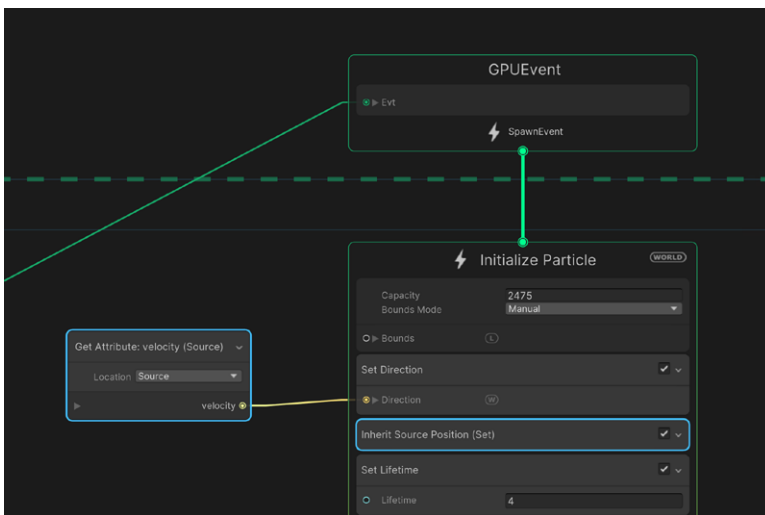 GPUEvent
Evt
SpawnEvent
Initialize Particle
WORLD
Capacity 2475
Bounds Mode Manual
Bounds L
Get Attribute: velocity (Source)
Location Source
velocity
Set Direction
Direction W
Inherit Source Position (Set)
Set Lifetime
Lifetime 4